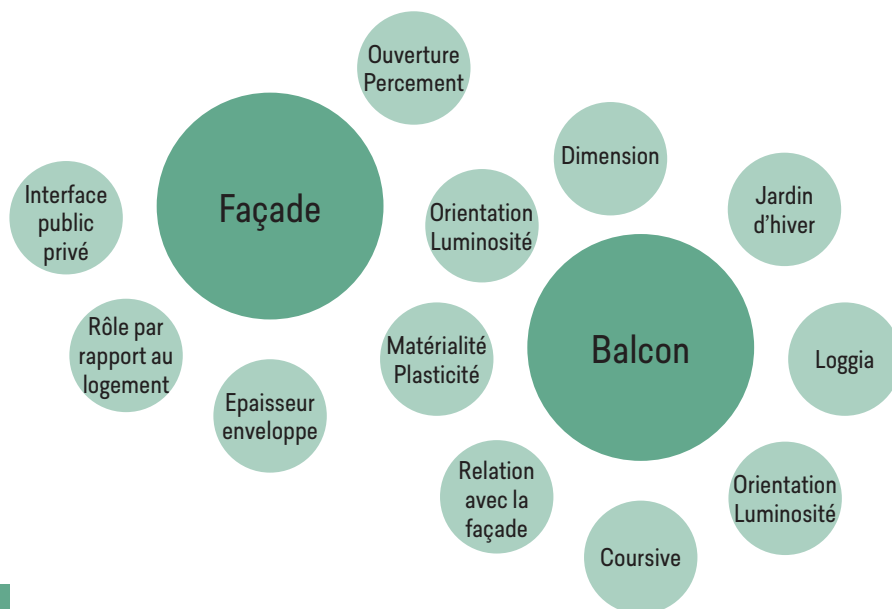 Ouverture
Percement
Façade
Interface
public
privé
Rôle par
rapport au
logement
Epaisseur
enveloppe
Orientation
Luminosité
Matérialité
Plasticité
Dimension
Balcon
Jardin
d'hiver
Loggia
Orientation
Luminosité
Coursive
Relation
avec la
façade